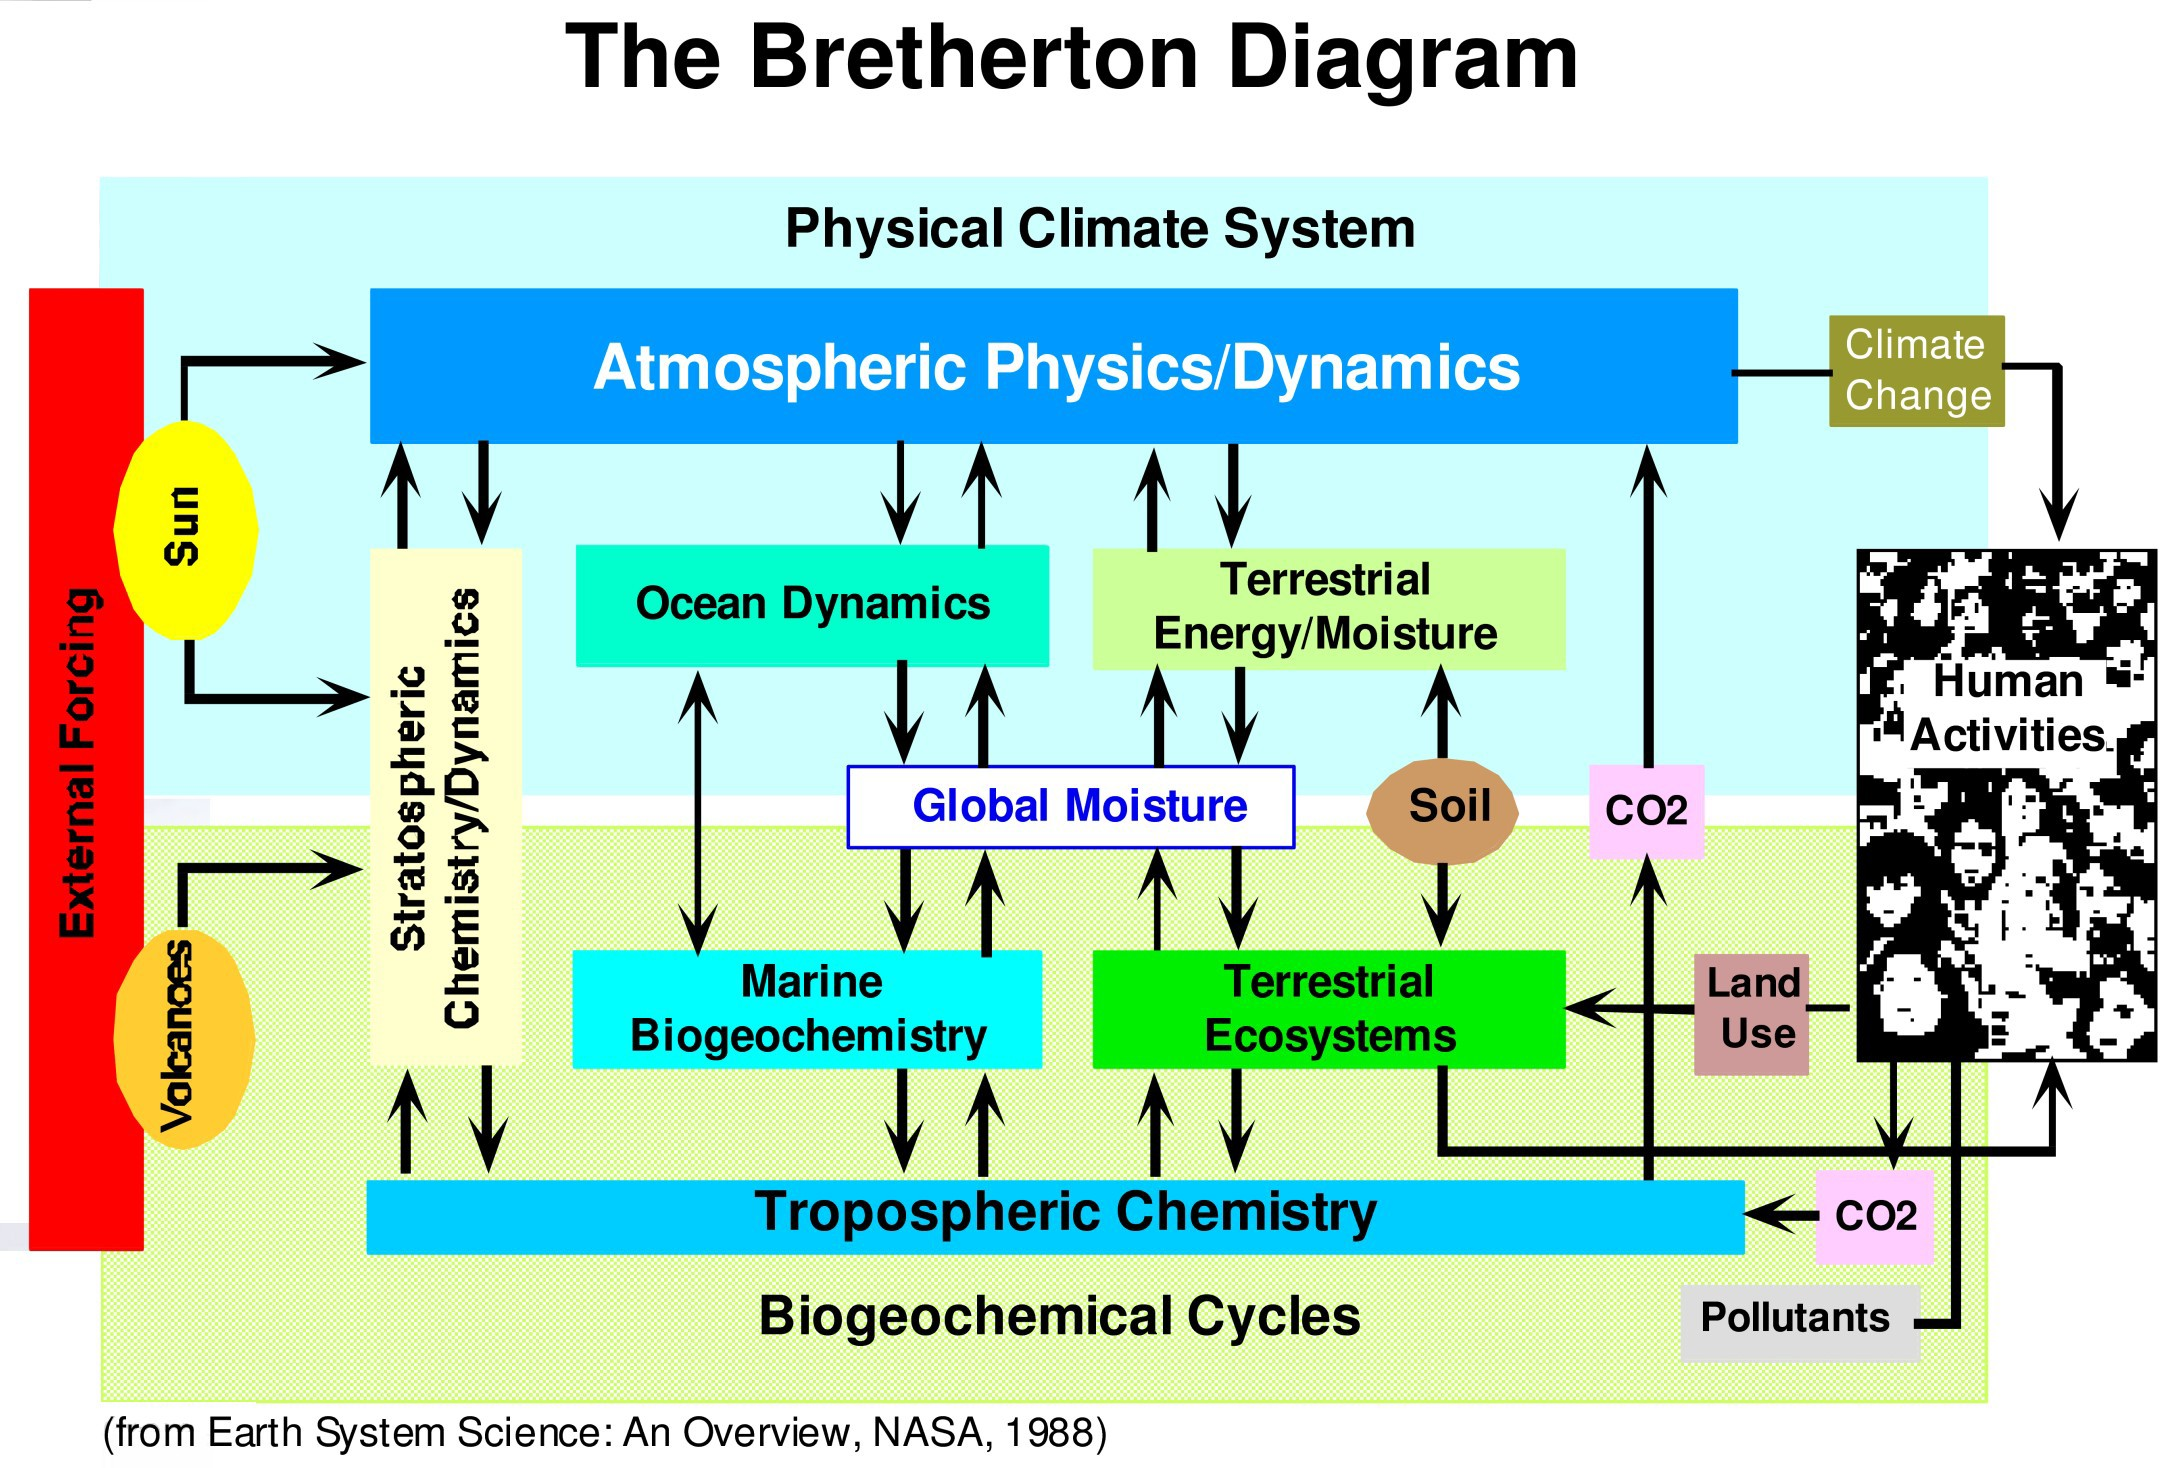 The Bretherton Diagram
Physical Climate System
External Forcing
Sun
Volcanoes
Atmospheric Physics/Dynamics
Climate
Change
Stratospheric
Chemistry/Dynamics
Ocean Dynamics
Terrestrial
Energy/Moisture
Human
Activities
Global Moisture
Soil
CO2
Marine
Biogeochemistry
Terrestrial
Ecosystems
Land
Use
Tropospheric Chemistry
CO2
Biogeochemical Cycles
Pollutants
(from Earth System Science: An Overview, NASA, 1988)